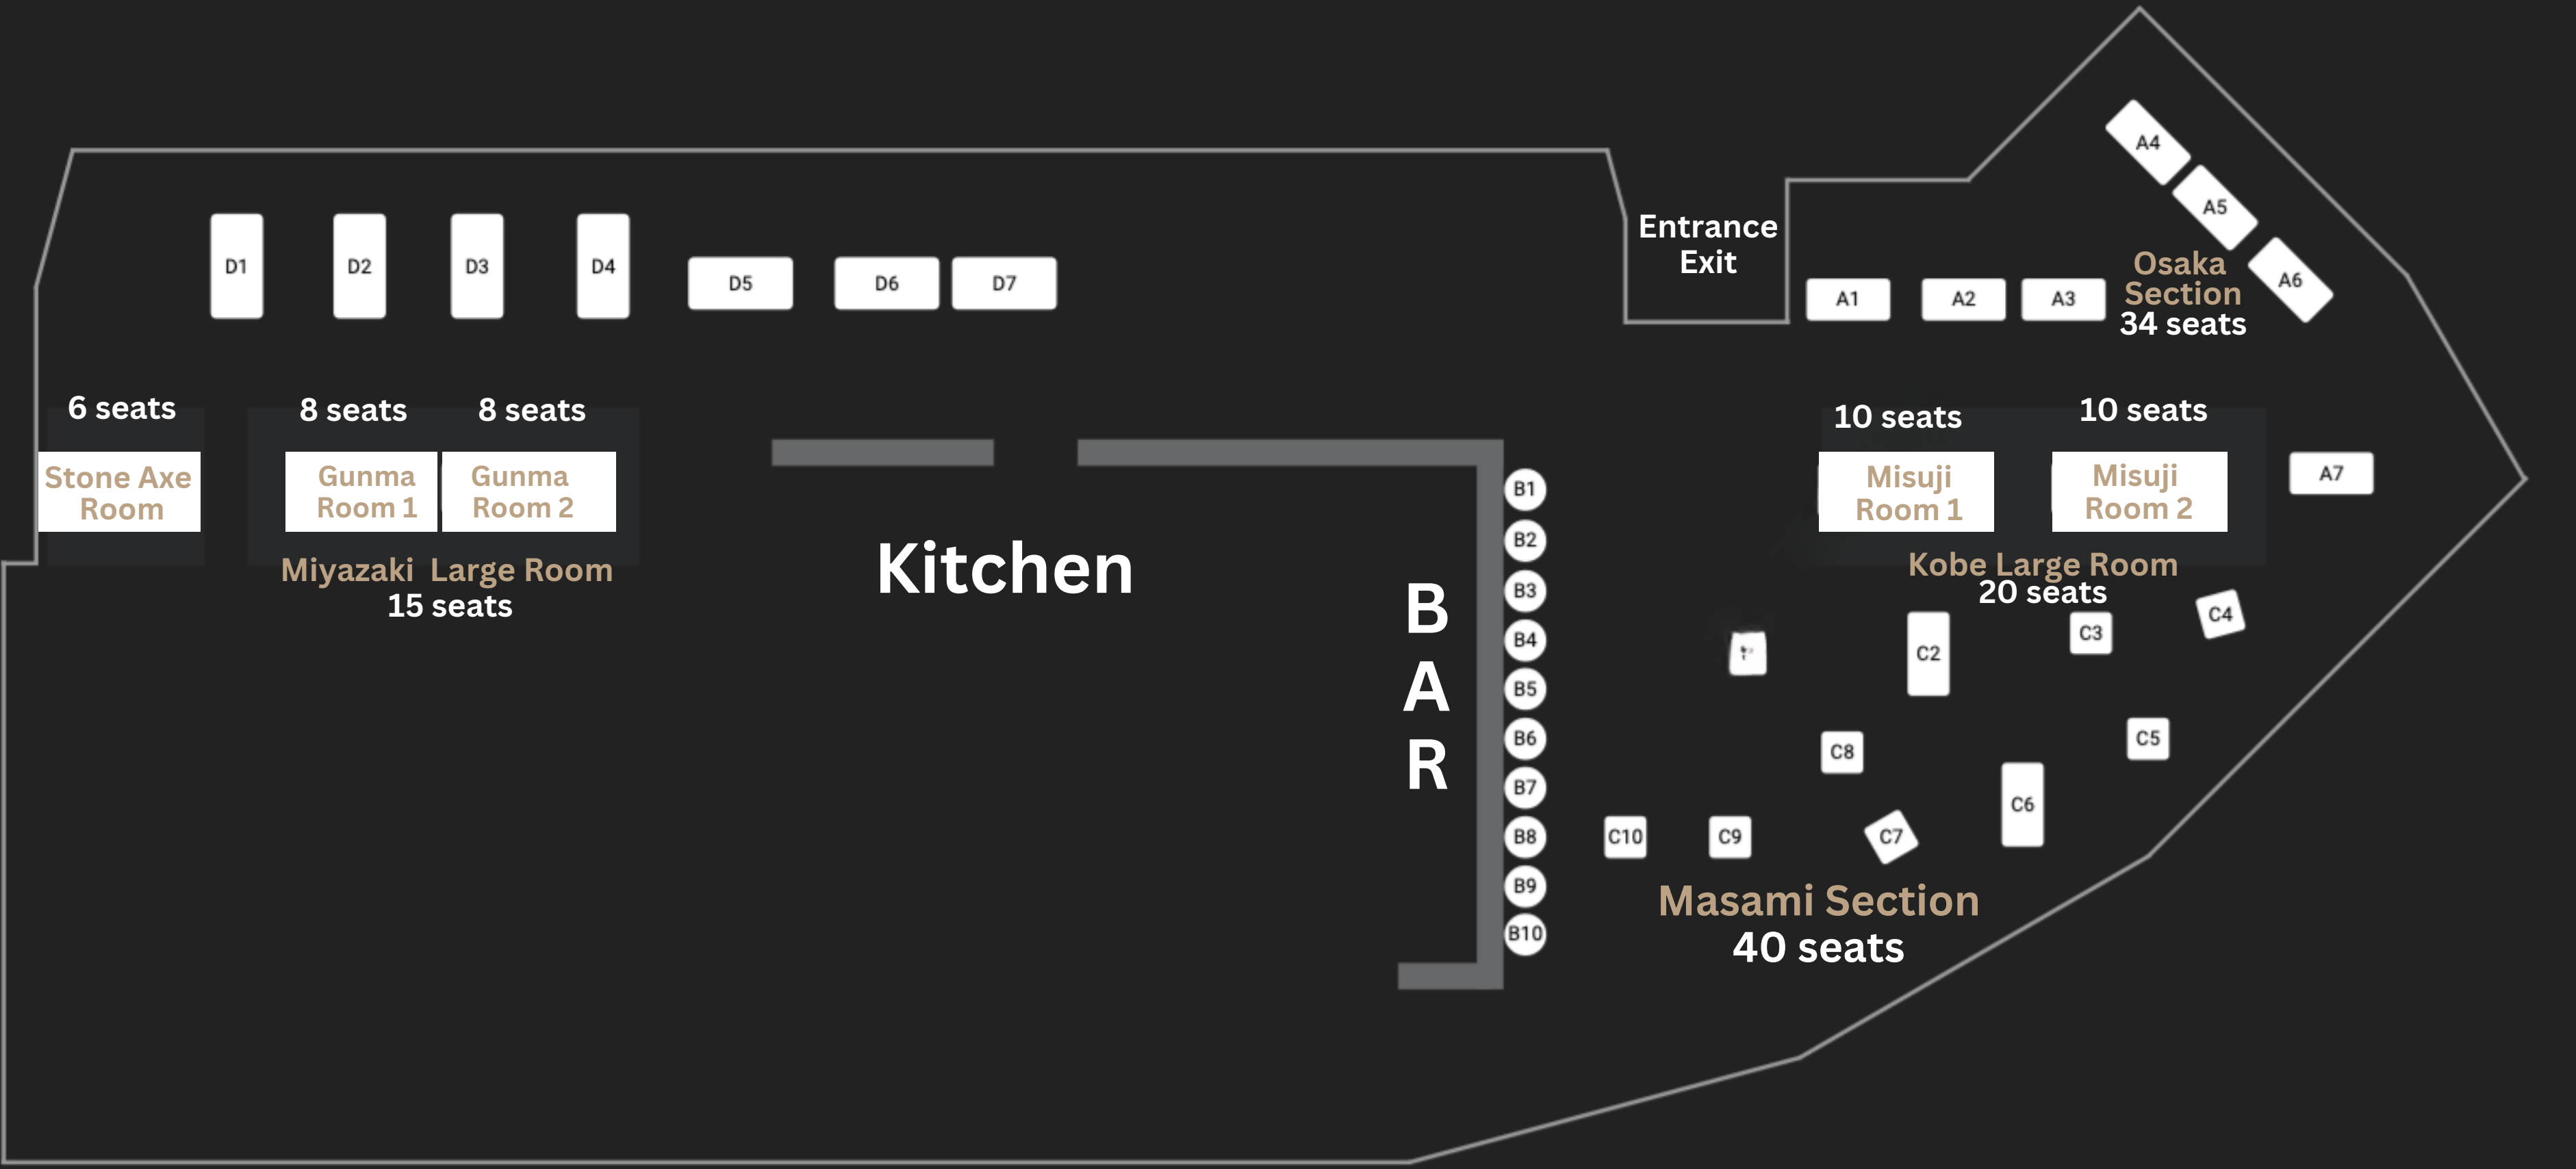 A4
A5
Entrance
Exit
D1
D2
D3
D4
D5
D6
D7
A1
A2
A3
Osaka
Section
34 seats
A6
6 seats
8 seats
8 seats
10 seats
10 seats
Stone Axe
Room
Gunma
Room 1
Gunma
Room 2
Misuji
Room 1
Misuji
Room 2
A7
Miyazaki Large Room
15 seats
Kitchen
BAR
B1
B2
B3
B4
B5
B6
B7
B8
B9
B10
Kobe Large Room
20 seats
C2
C3
C4
C8
C5
C6
C10
C9
C7
Masami Section
40 seats